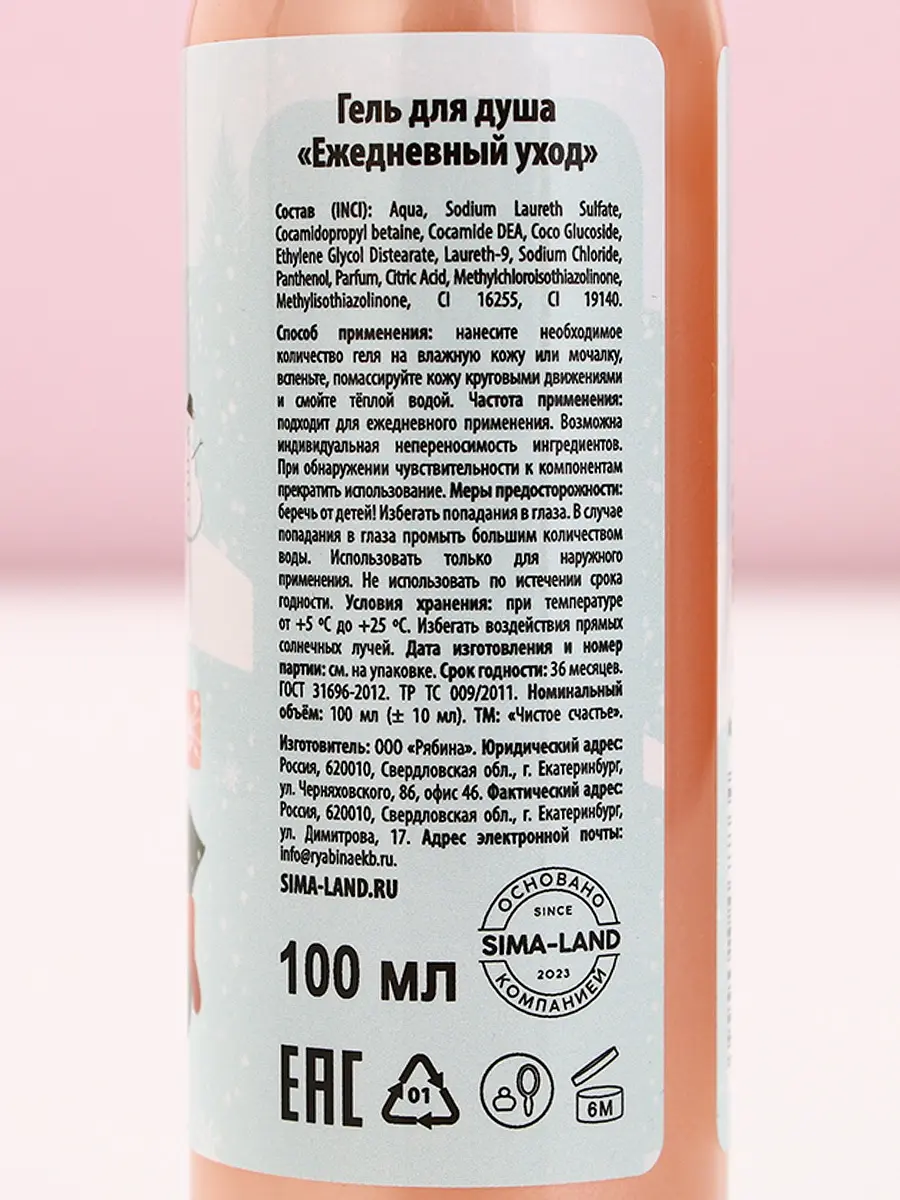 Гель для душа
«Ежедневный уход»
Состав (INCI): Aqua, Sodium Laureth Sulfate,
Cocamidopropyl betaine, Cocamide DEA, Coco Glucoside,
Ethylene Glycol Distearate, Laureth-9, Sodium Chloride,
Panthenol, Parfum, Citric Acid, Methylchloroisothiazolinone,
Methylisothiazolinone, CI 16255, CI 19140.
Способ применения: нанесите необходимое
количество геля на влажную кожу или мочалку,
вспеньте, помассируйте кожу круговыми движениями
и смойте тёплой водой. Частота применения:
подходит для ежедневного применения. Возможна
индивидуальная непереносимость ингредиентов.
При обнаружении чувствительности к компонентам
прекратить использование. Меры предосторожности:
беречь от детей! Избегать попадания в глаза. В случае
попадания в глаза промыть большим количеством
воды. Использовать только для наружного
применения. Не использовать по истечении срока
годности. Условия хранения: при температуре
от +5 ºС до +25 ºС. Избегать воздействия прямых
солнечных лучей. Дата изготовления и номер
партии: см. на упаковке. Срок годности: 36 месяцев.
ГОСТ 31696-2012. ТР ТС 009/2011. Номинальный
объём: 100 мл (± 10 мл). ТМ: «Чистое счастье».
Изготовитель: ООО «Рябина». Юридический адрес:
Россия, 620010, Свердловская обл., г. Екатеринбург,
ул. Черняховского, 86, офис 46. Фактический адрес:
Россия, 620010, Свердловская обл., г. Екатеринбург,
ул. Димитрова, 17. Адрес электронной почты:
info@ryabinaekb.ru.
SIMA-LAND.RU
ОСНОВАНО
SINCE
SIMA-LAND
2023
КОМПАНИЕЙ
100 мл
EAC
01
6M